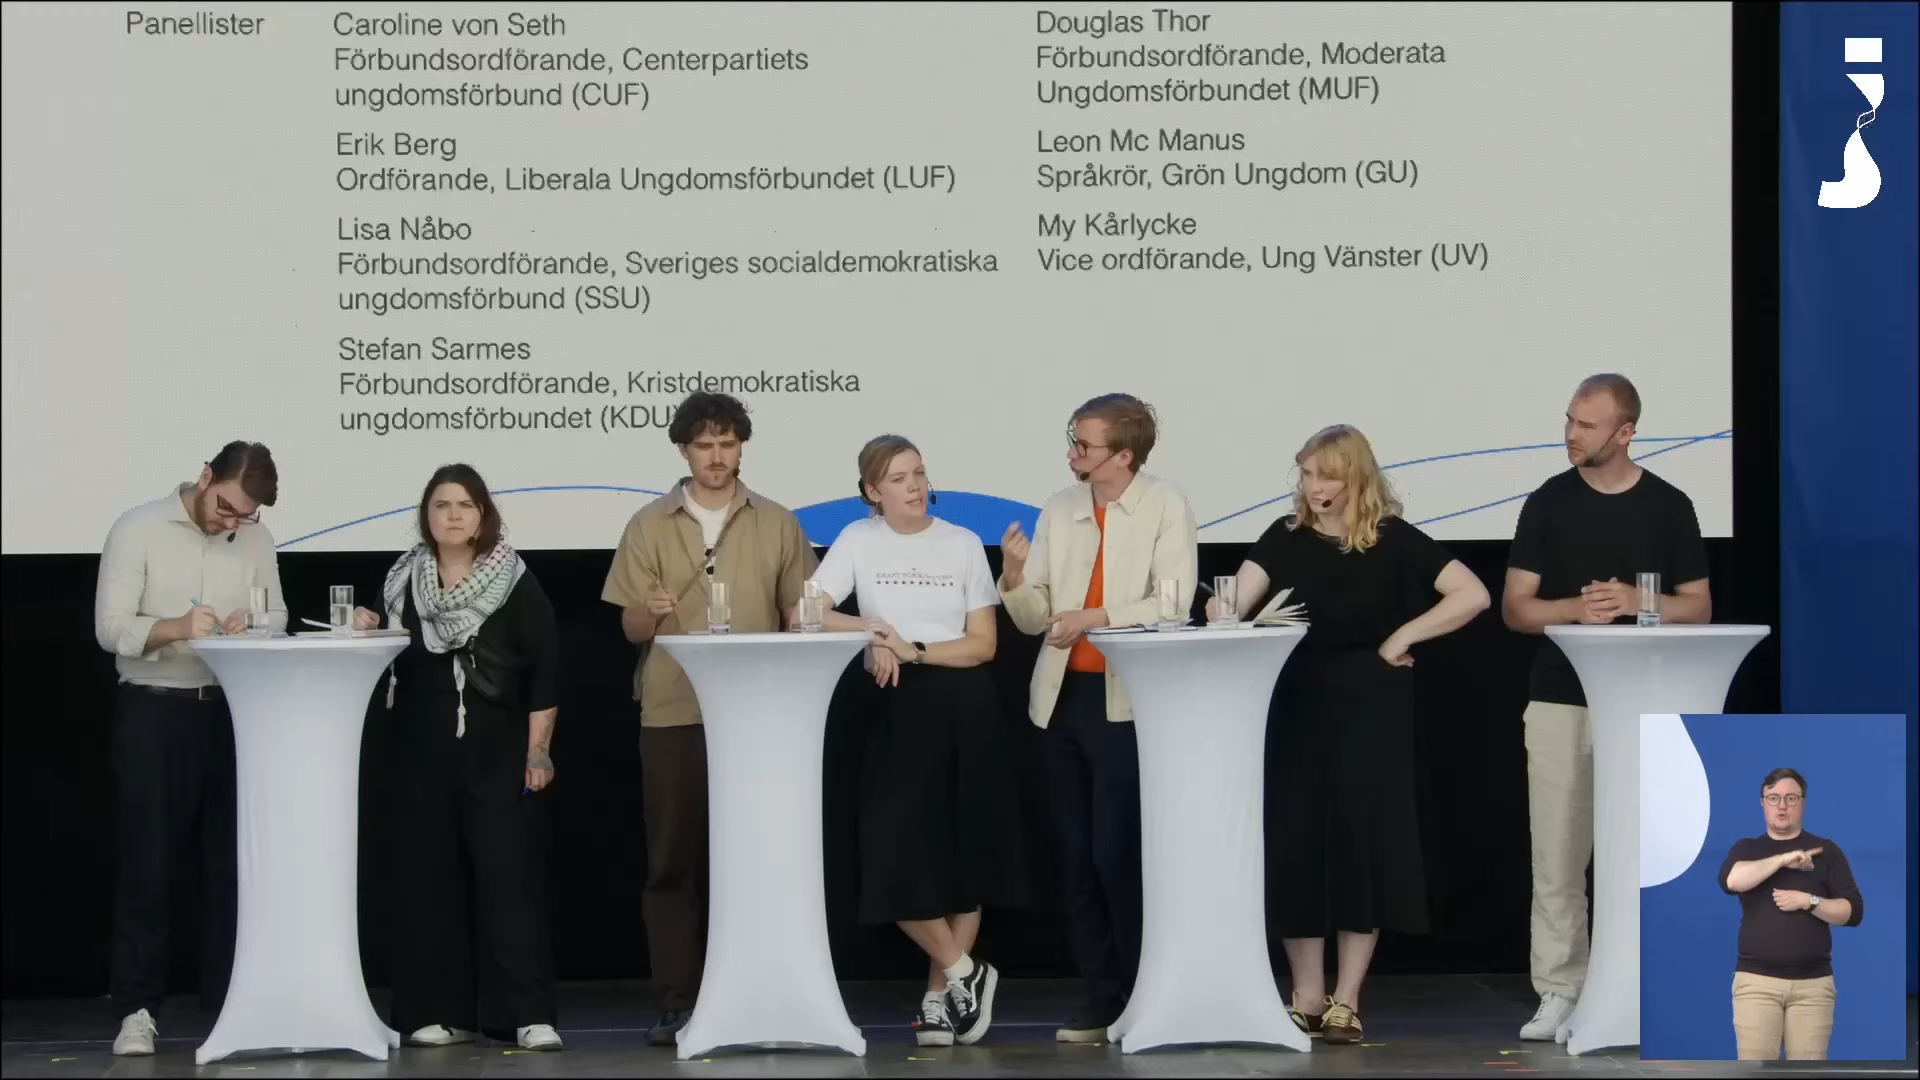 Panellister
Caroline von Seth
Förbundsordförande, Centerpartiets
ungdomsförbund (CUF)
Erik Berg
Ordförande, Liberala Ungdomsförbundet (LUF)
Lisa Nåbo
Förbundsordförande, Sveriges socialdemokratiska
ungdomsförbund (SSU)
Stefan Sarmes
Förbundsordförande, Kristdemokratiska
ungdomsförbundet (KDU)
Douglas Thor
Förbundsordförande, Moderata
Ungdomsförbundet (MUF)
Leon Mc Manus
Språkrör, Grön Ungdom (GU)
My Kårlycke
Vice ordförande, Ung Vänster (UV)